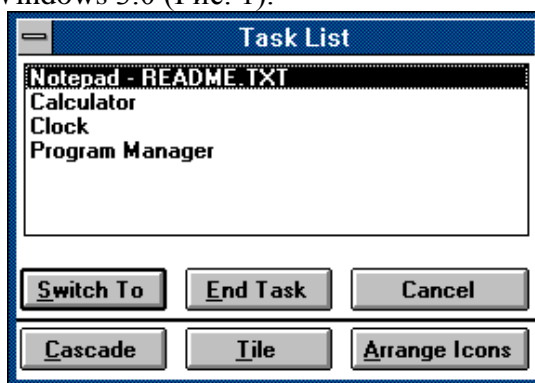 Windows 3.0 (Рис. 1).
Task List
Notepad - README.TXT
Calculator
Clock
Program Manager
Switch To End Task Cancel
Cascade Tile Arrange Icons